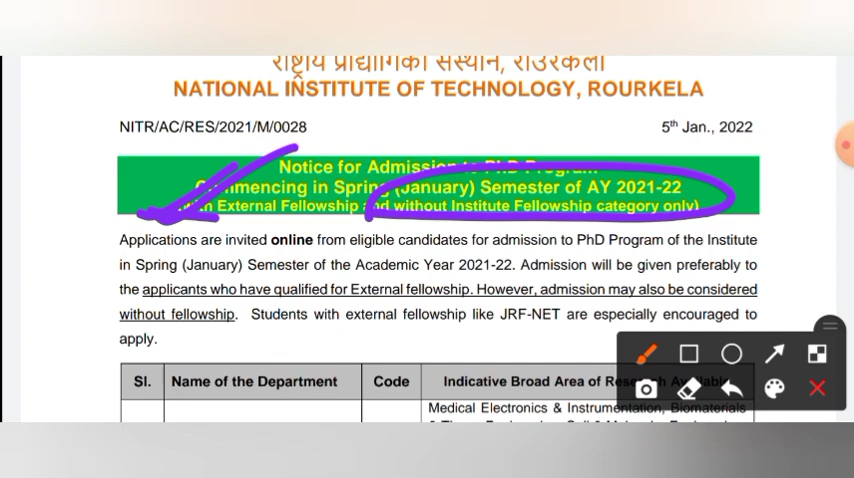 राष्ट्रीय प्रौद्योगिकी संस्थान, राउरकेला
NATIONAL INSTITUTE OF TECHNOLOGY, ROURKELA
NITR/AC/RES/2021/M/0028 5th Jan., 2022
Notice for Admission to PhD Program
Commencing in Spring (January) Semester of AY 2021-22
External Fellowship and without Institute Fellowship category only)
Applications are invited online from eligible candidates for admission to PhD Program of the Institute
in Spring (January) Semester of the Academic Year 2021-22. Admission will be given preferably to
the applicants who have qualified for External fellowship. However, admission may also be considered
without fellowship. Students with external fellowship like JRF-NET are especially encouraged to
apply.
Sl. Name of the Department Code Indicative Broad Area of Research Available
Medical Electronics & Instrumentation, Biomaterials